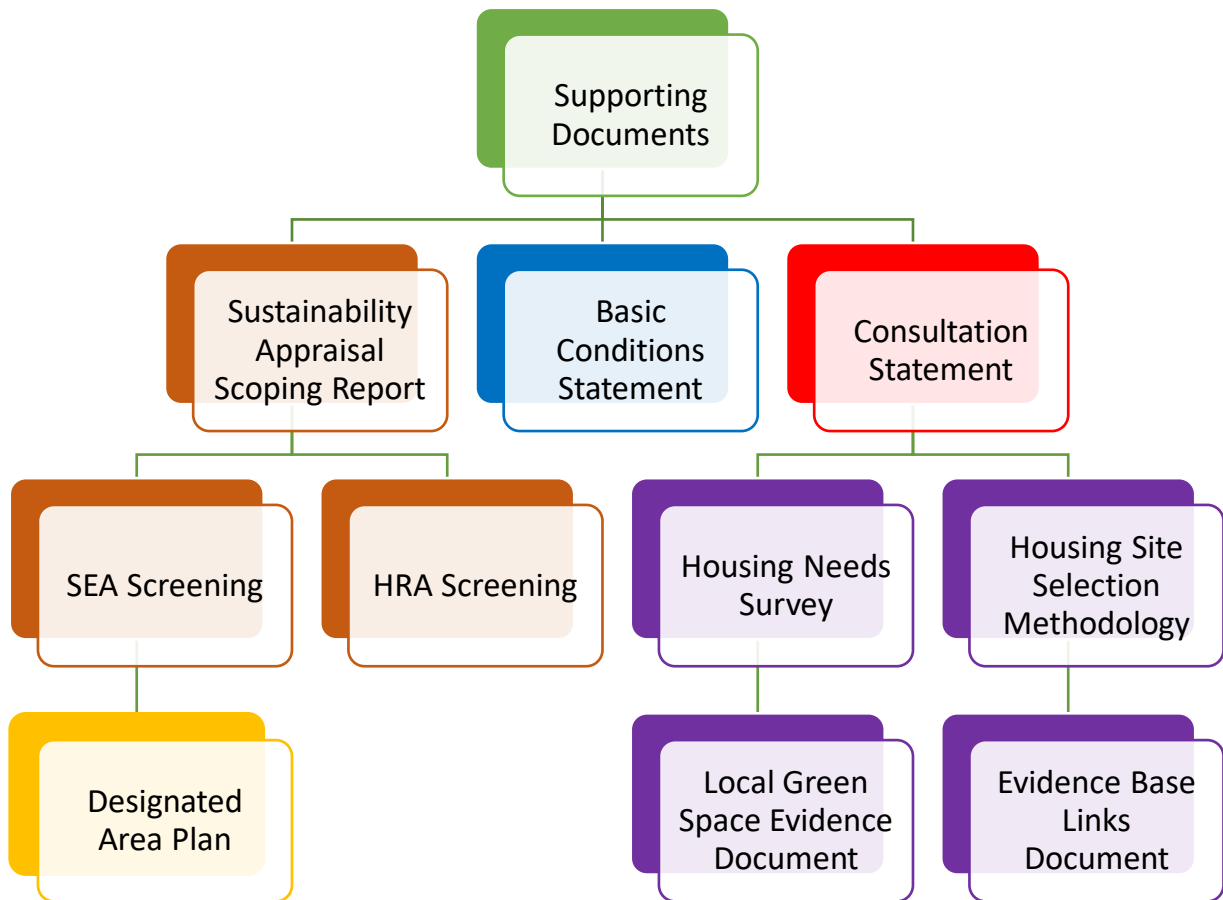 Supporting
Documents
Sustainability
Appraisal
Scoping Report
Basic
Conditions
Statement
Consultation
Statement
SEA Screening
HRA Screening
Housing Needs
Survey
Housing Site
Selection
Methodology
Designated
Area Plan
Local Green
Space Evidence
Document
Evidence Base
Links
Document